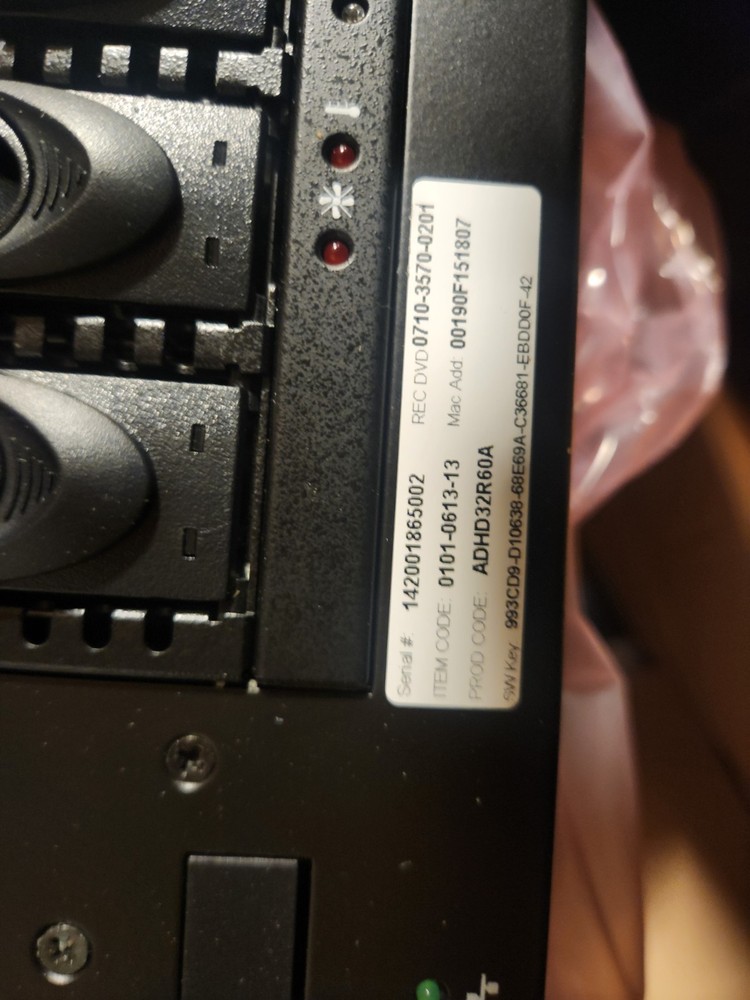 Serial #: 142001865002 REC DVD 0710-3570-0201
ITEM CODE: 0101-0613-13 Mac Add: 00190F151807
PROD CODE: ADHD32R60A
SW Key 993CD9-D10638-68E69A-C36681-EBDD0F-42